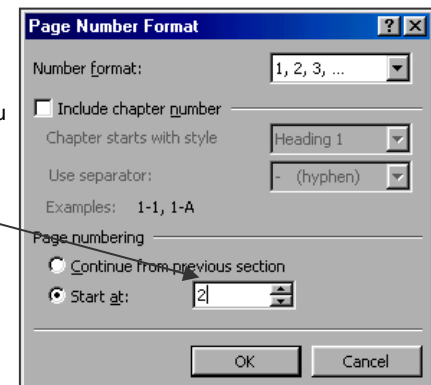 Page Number Format
Number format: 1, 2, 3, ...
u
Include chapter number
Chapter starts with style Heading 1
Use separator: - (hyphen)
Examples: 1-1, 1-A
Page numbering
Continue from previous section
Start at: 2
OK Cancel